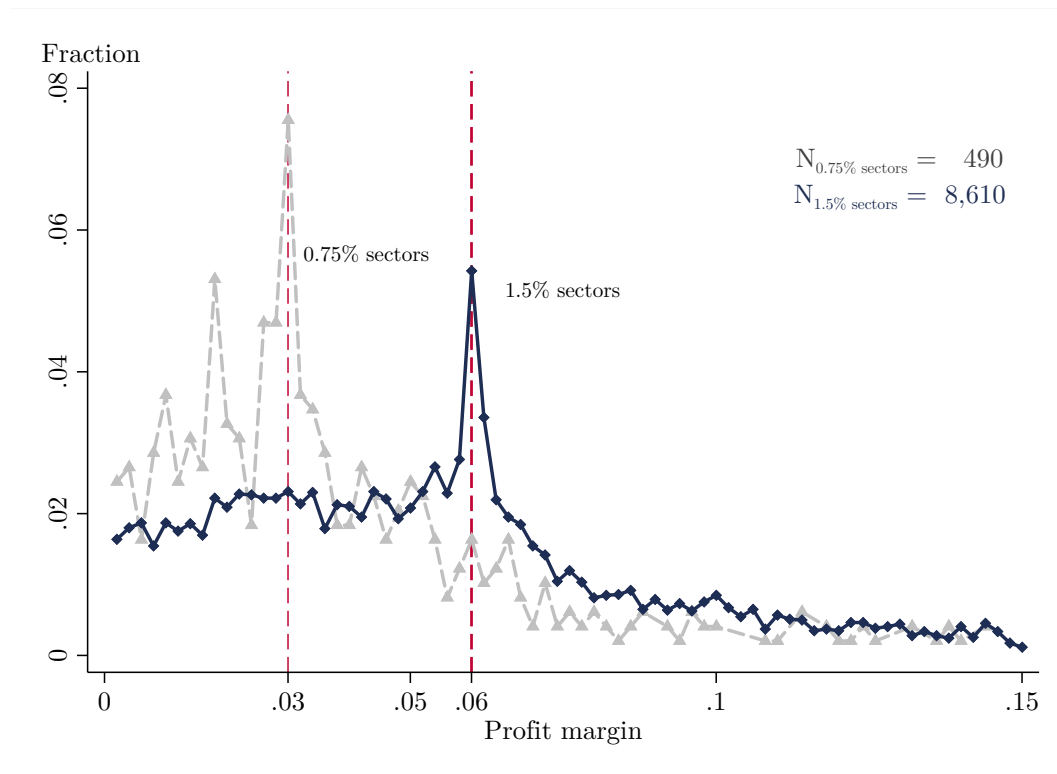 Fraction
.08
N0.75% sectors = 490
N1.5% sectors = 8,610
.06
0.75% sectors
1.5% sectors
.04
.02
0
0 .03 .05 .06 .1 .15
Profit margin